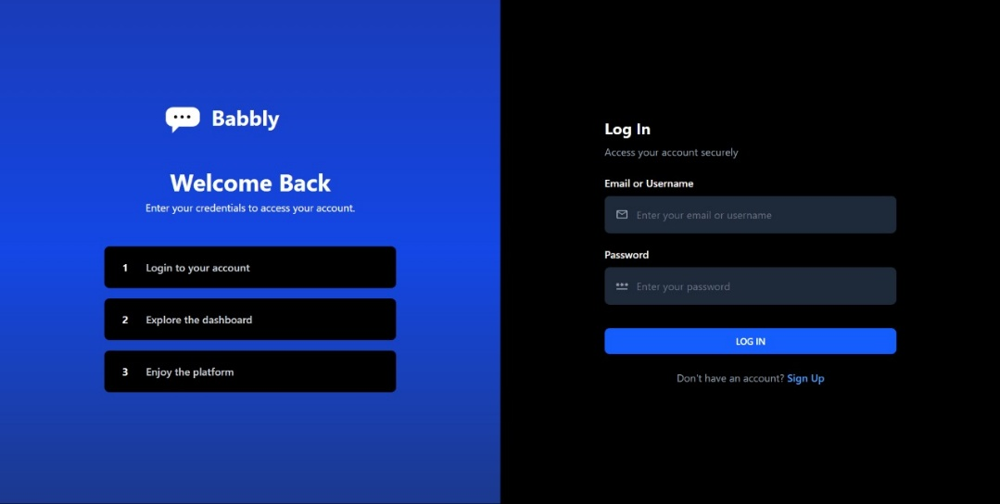 Babbly
Welcome Back
Enter your credentials to access your account.
1 Login to your account
2 Explore the dashboard
3 Enjoy the platform
Log In
Access your account securely
Email or Username
Enter your email or username
Password
Enter your password
LOG IN
Don't have an account? Sign Up